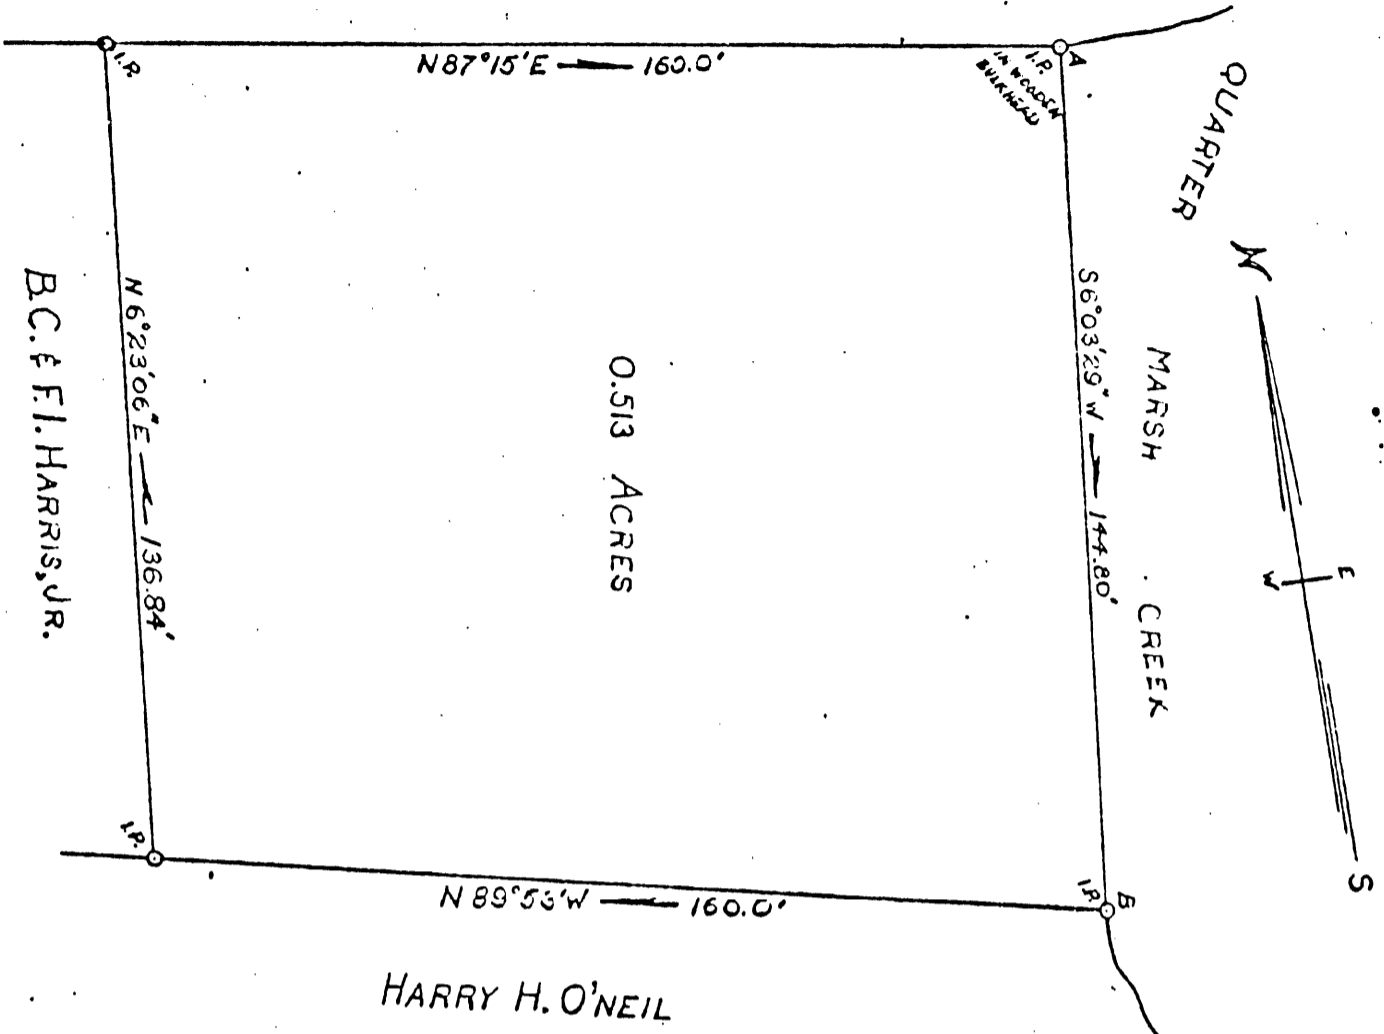 N87°15'E 160.0'
I.P.
A
I.P.
IN WOODEN
BULKHEAD
QUARTER
MARSH
CREEK
N
E
W
S
S6°03'29"W 144.80'
N6°23'06"E 136.84'
0.513 ACRES
B.C. & F.I. HARRIS, JR.
I.P.
I.P.
B
N89°53'W 160.0'
HARRY H. O'NEIL